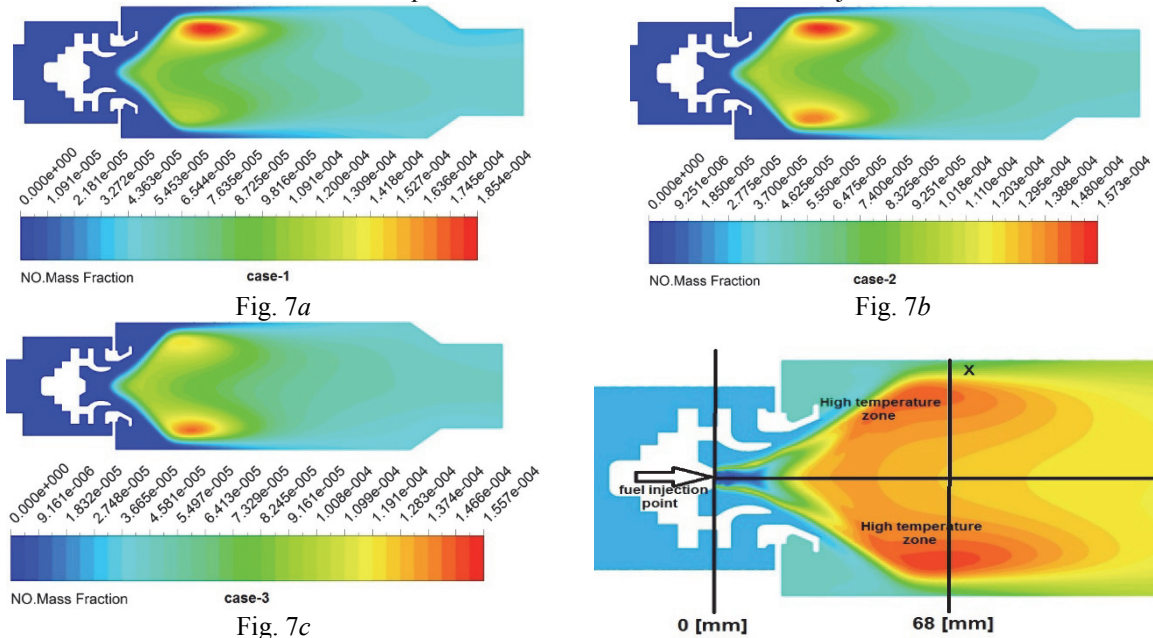 0.000e+000
1.091e-005
2.181e-005
3.272e-005
4.363e-005
5.453e-005
6.544e-005
7.635e-005
8.725e-005
9.816e-005
1.091e-004
1.200e-004
1.309e-004
1.418e-004
1.527e-004
1.636e-004
1.745e-004
1.854e-004
NO.Mass Fraction case-1
Fig. 7a
0.000e+000
9.251e-006
1.850e-005
2.775e-005
3.700e-005
4.625e-005
5.550e-005
6.475e-005
7.400e-005
8.325e-005
9.251e-005
1.018e-004
1.110e-004
1.203e-004
1.295e-004
1.388e-004
1.480e-004
1.573e-004
NO.Mass Fraction case-2
Fig. 7b
0.000e+000
9.161e-006
1.832e-005
2.748e-005
3.665e-005
4.581e-005
5.497e-005
6.413e-005
7.329e-005
8.245e-005
9.161e-005
1.008e-004
1.099e-004
1.191e-004
1.283e-004
1.374e-004
1.466e-004
1.557e-004
NO.Mass Fraction case-3
Fig. 7c
X
High temperature
zone
fuel injection
point
High temperature
zone
0 [mm]
68 [mm]